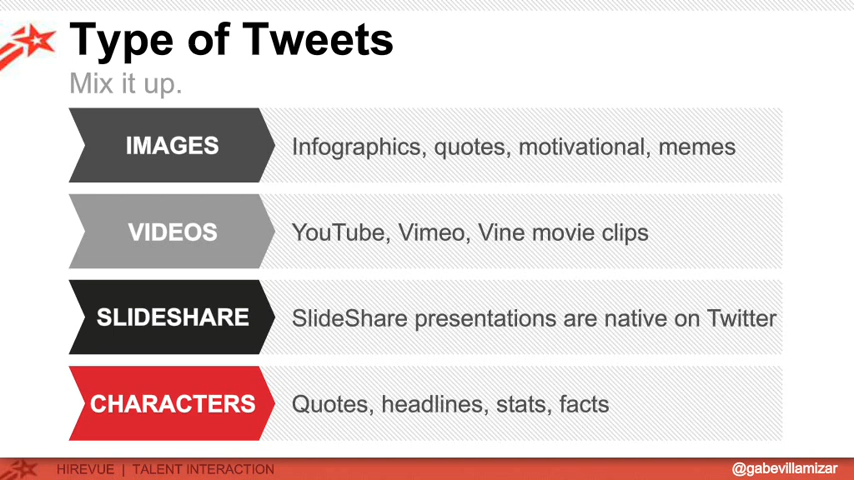 Type of Tweets
Mix it up.
IMAGES
Infographics, quotes, motivational, memes
VIDEOS
YouTube, Vimeo, Vine movie clips
SLIDESHARE
SlideShare presentations are native on Twitter
CHARACTERS
Quotes, headlines, stats, facts
HIREVUE | TALENT INTERACTION
@gabevillamizar